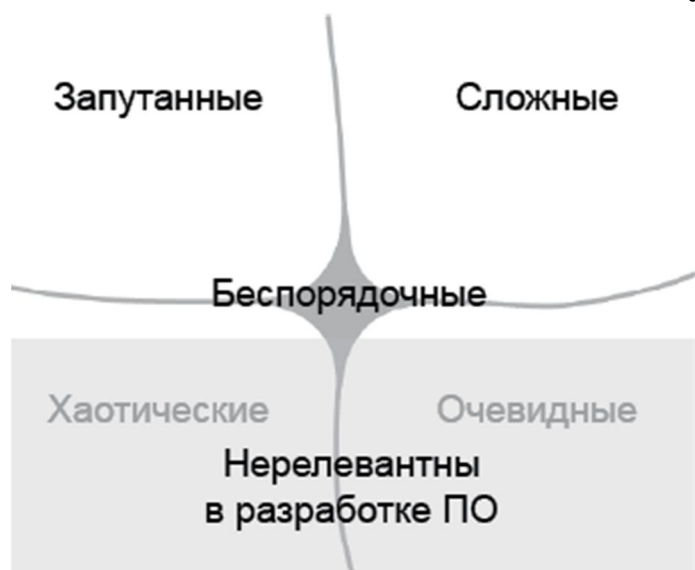 Запутанные
Сложные
Беспорядочные
Хаотические
Очевидные
Нерелевантны
в разработке ПО